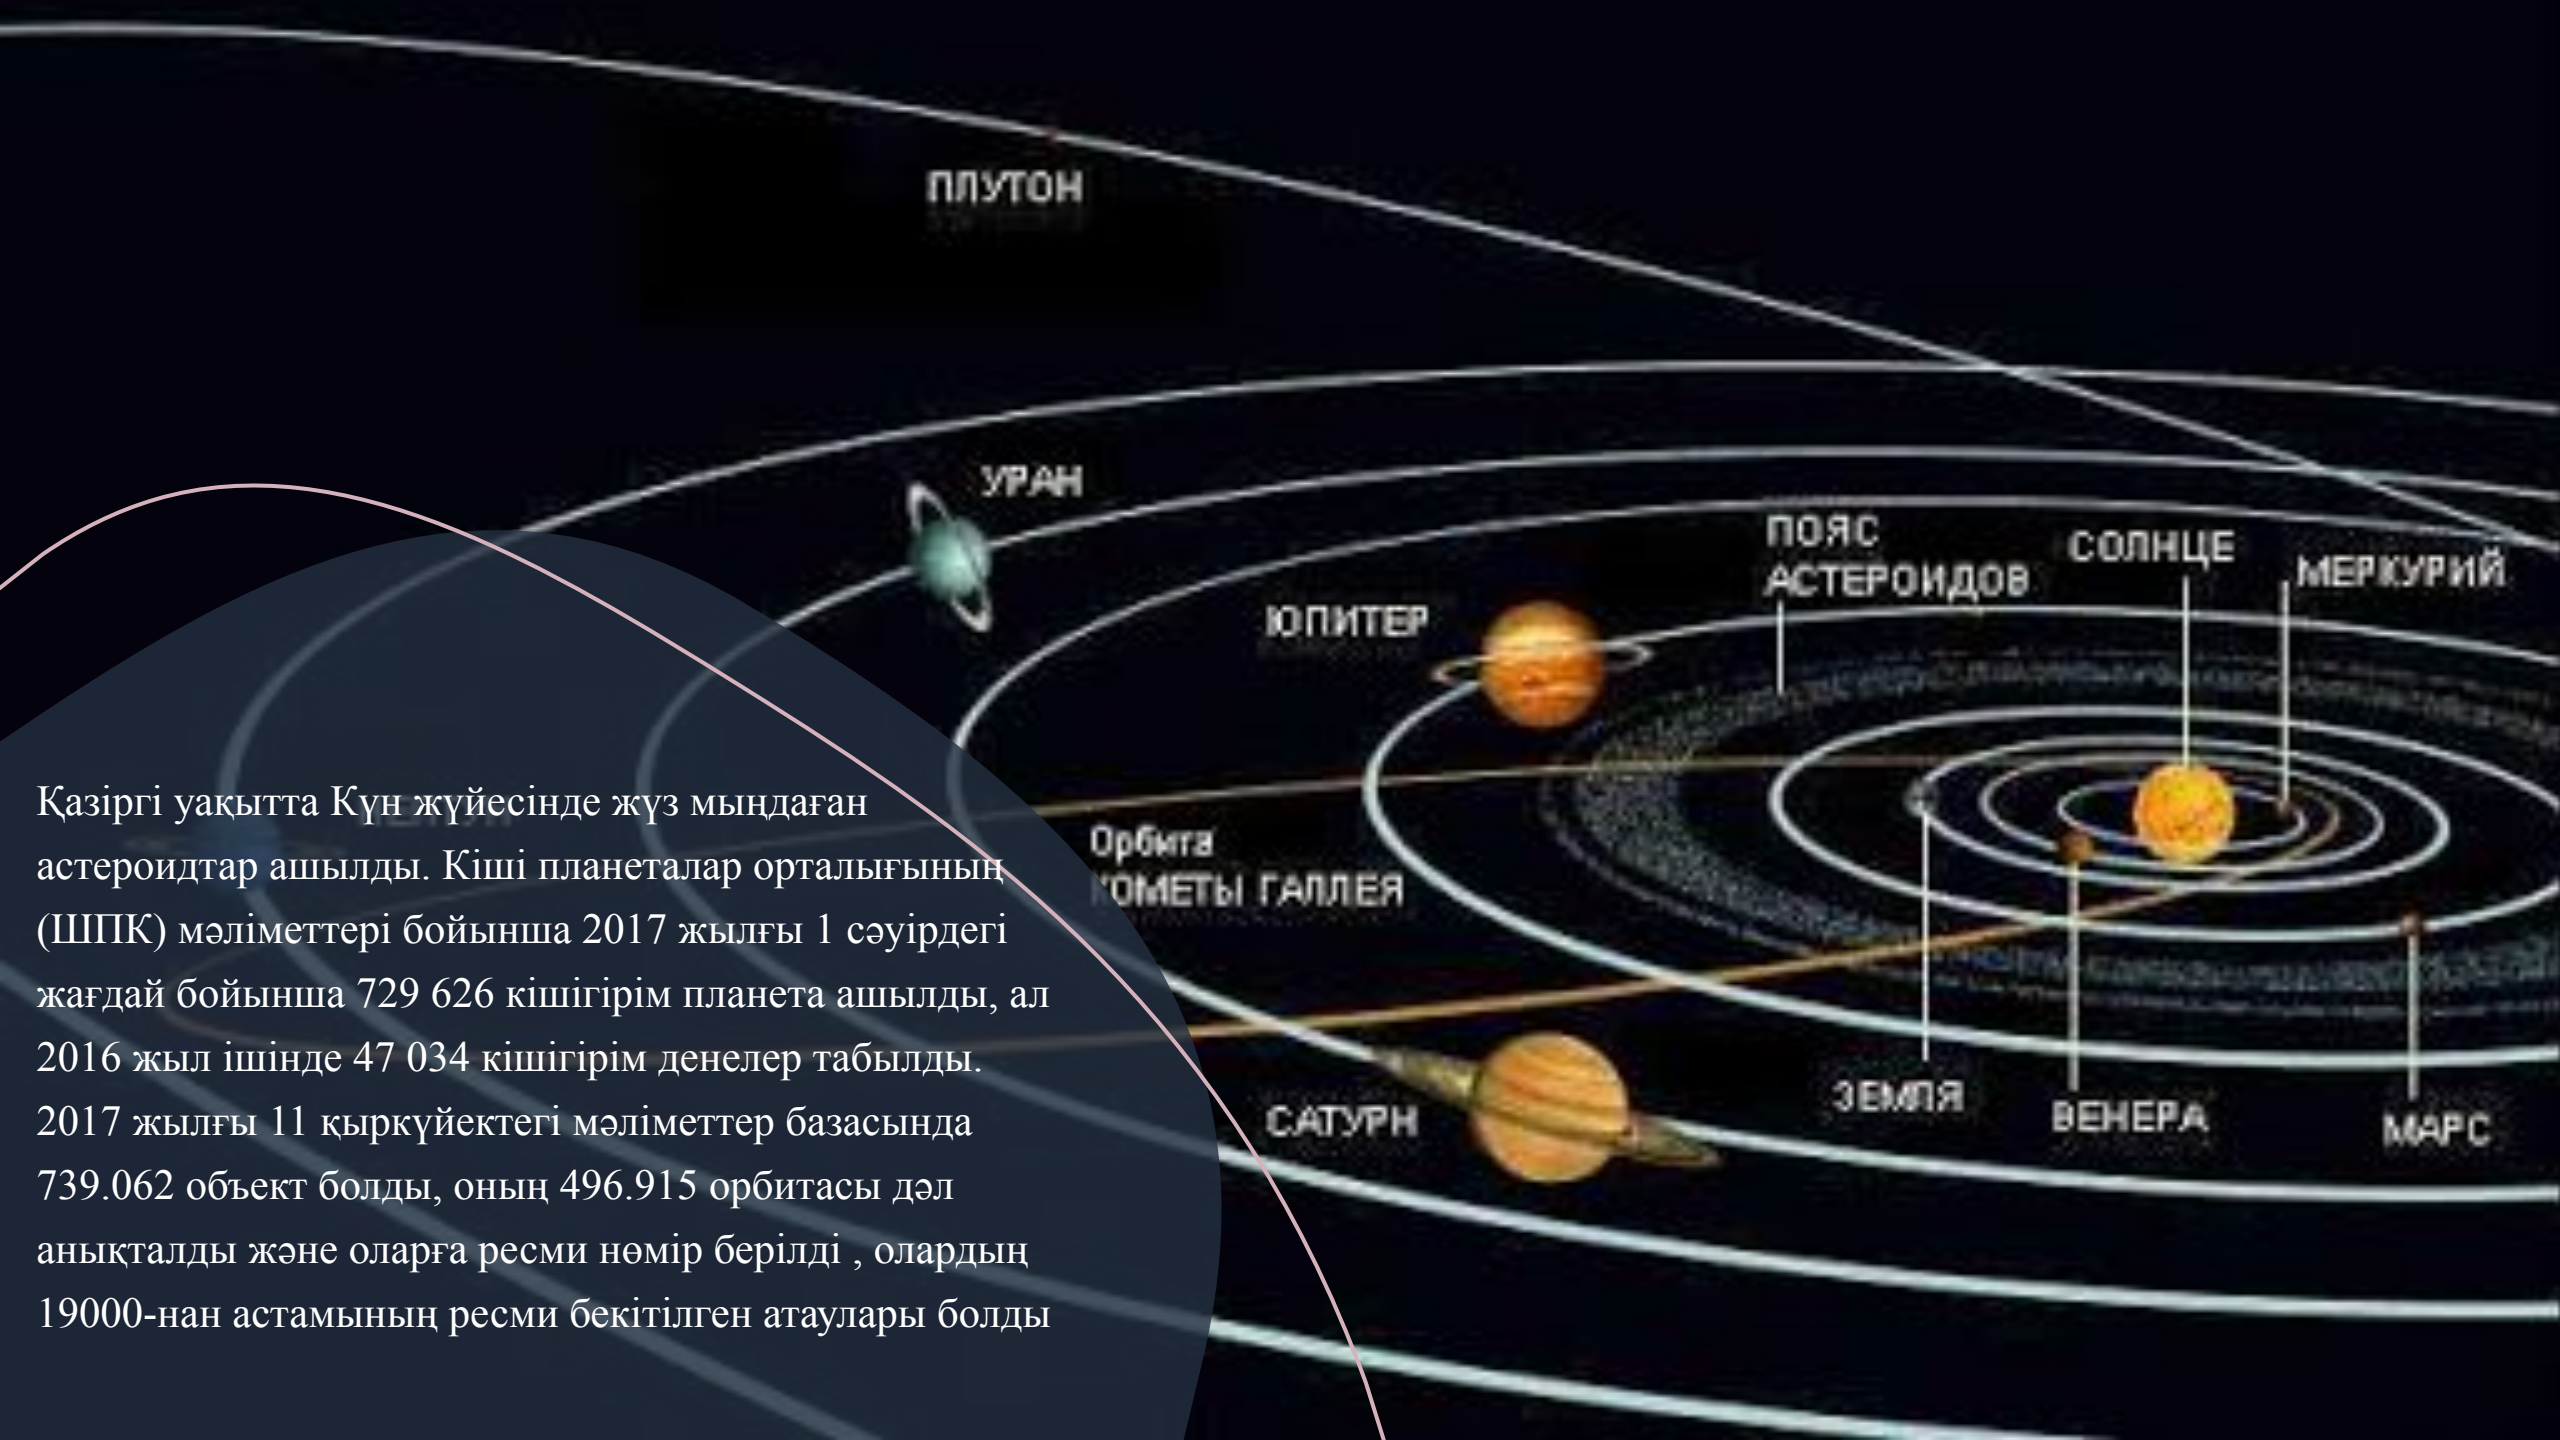 ПЛУТОН
УРАН
ПОЯС
АСТЕРОИДОВ
СОЛНЦЕ
МЕРКУРИЙ
ЮПИТЕР
Орбита
КОМЕТЫ ГАЛЛЕЯ
САТУРН
ЗЕМЛЯ
ВЕНЕРА
МАРС
Қазіргі уақытта Күн жүйесінде жүз мыңдаған
астероидтар ашылды. Кіші планеталар орталығының
(ШПК) мәліметтері бойынша 2017 жылғы 1 сәуірдегі
жағдай бойынша 729 626 кішігірім планета ашылды, ал
2016 жыл ішінде 47 034 кішігірім денелер табылды.
2017 жылғы 11 қыркүйектегі мәліметтер базасында
739.062 объект болды, оның 496.915 орбитасы дәл
анықталды және оларға ресми нөмір берілді , олардың
19000-нан астамының ресми бекітілген атаулары болды